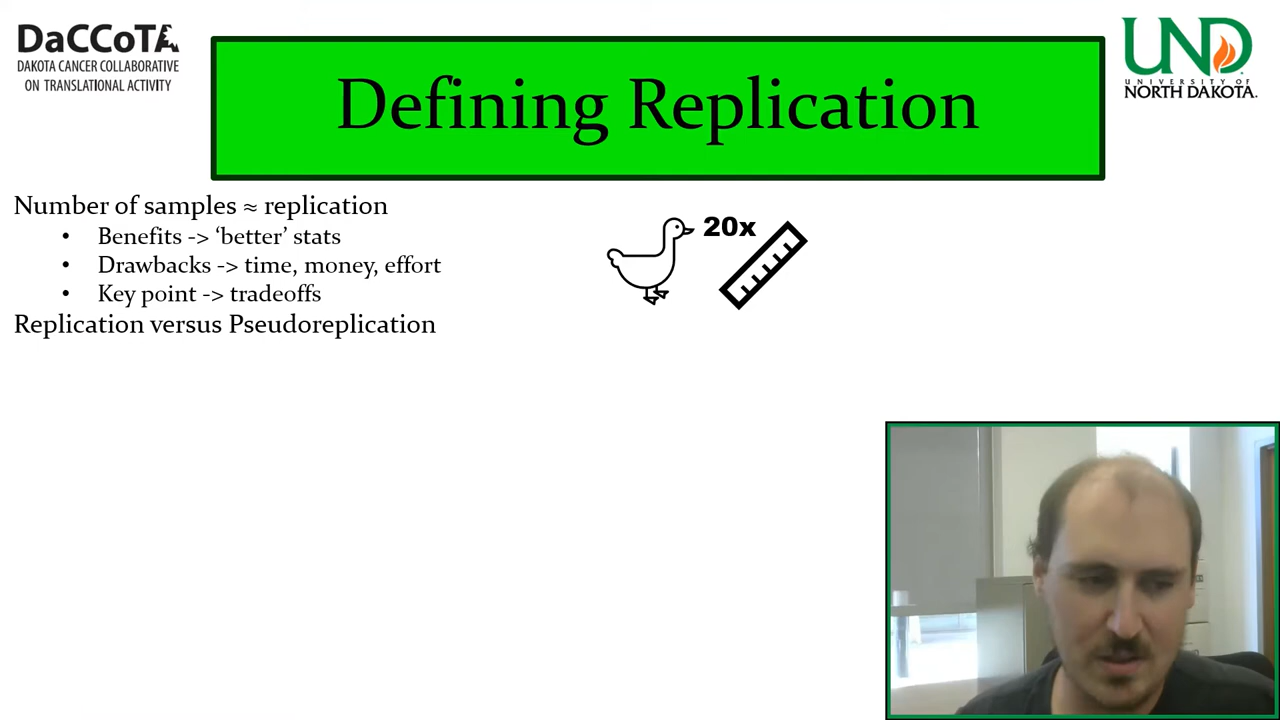 DaCCoTA
DAKOTA CANCER COLLABORATIVE
ON TRANSLATIONAL ACTIVITY
Defining Replication
UND
UNIVERSITY OF
NORTH DAKOTA.
Number of samples ≈ replication
• Benefits -> ‘better’ stats
• Drawbacks -> time, money, effort
• Key point -> tradeoffs
Replication versus Pseudoreplication
20x